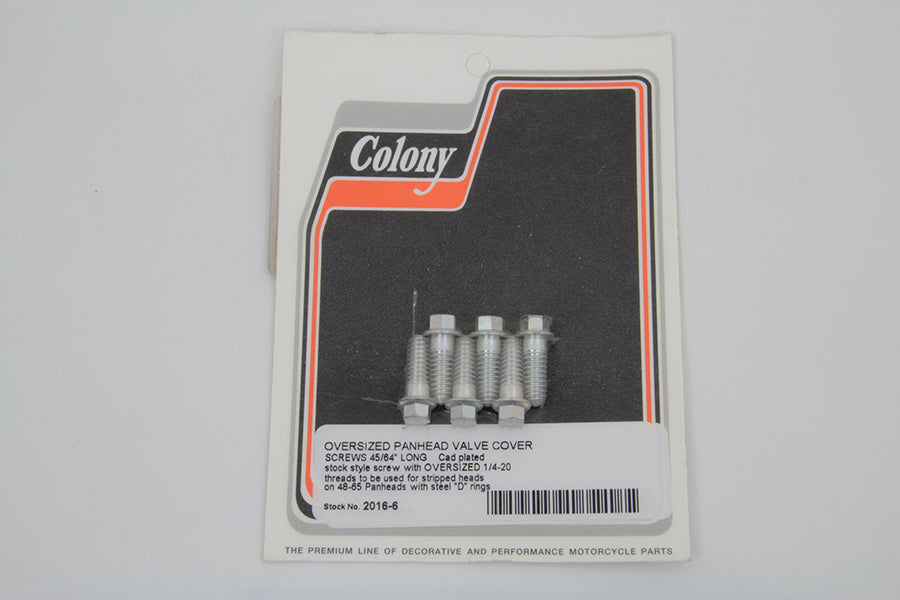 Colony
OVERSIZED PANHEAD VALVE COVER
SCREWS 45/64" LONG Cad plated
stock style screw with OVERSIZED 1/4-20
threads to be used for stripped heads
on 48-65 Panheads with steel "D" rings
Stock No. 2016-6
THE PREMIUM LINE OF DECORATIVE AND PERFORMANCE MOTORCYCLE PARTS